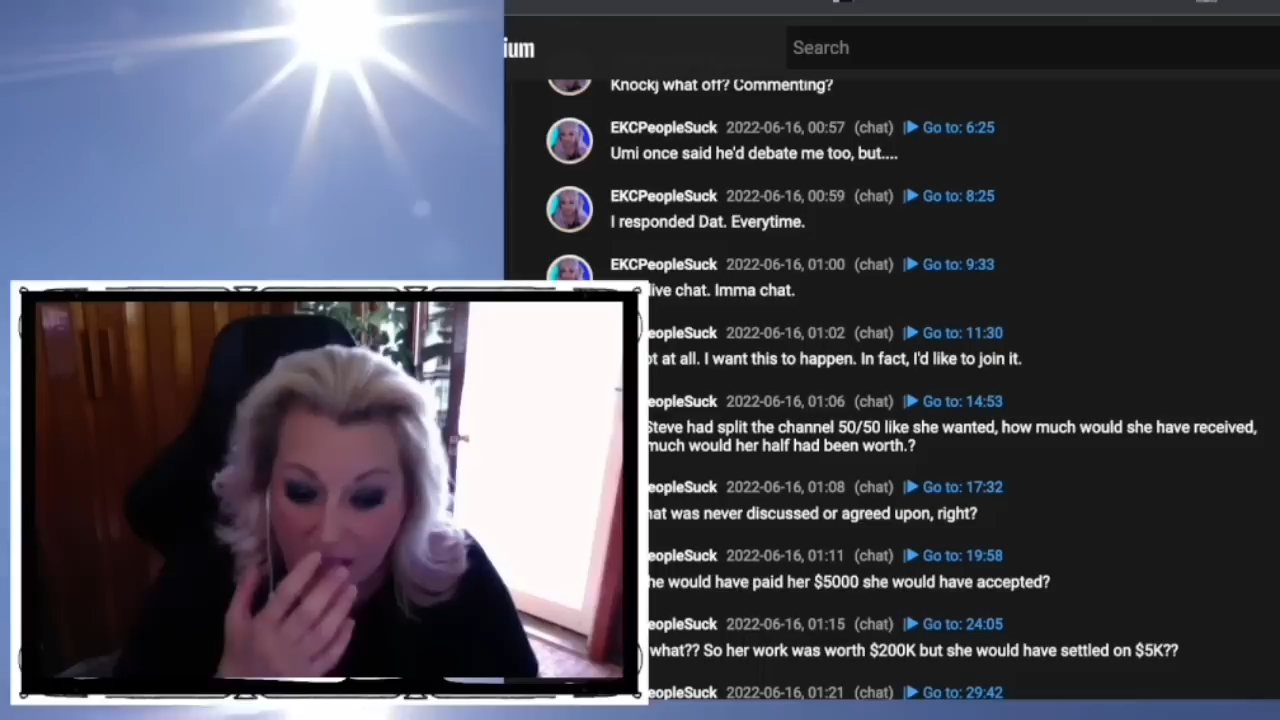 ium
Search
Knockj what off? Commenting?
EKCPeopleSuck 2022-06-16, 00:57 (chat) Go to: 6:25
Umi once said he'd debate me too, but....
EKCPeopleSuck 2022-06-16, 00:59 (chat) Go to: 8:25
I responded Dat. Everytime.
EKCPeopleSuck 2022-06-16, 01:00 (chat) Go to: 9:33
live chat. Imma chat.
eopleSuck 2022-06-16, 01:02 (chat) Go to: 11:30
ot at all. I want this to happen. In fact, I'd like to join it.
eopleSuck 2022-06-16, 01:06 (chat) Go to: 14:53
Steve had split the channel 50/50 like she wanted, how much would she have received,
much would her half had been worth.?
eopleSuck 2022-06-16, 01:08 (chat) Go to: 17:32
hat was never discussed or agreed upon, right?
eopleSuck 2022-06-16, 01:11 (chat) Go to: 19:58
he would have paid her $5000 she would have accepted?
eopleSuck 2022-06-16, 01:15 (chat) Go to: 24:05
what?? So her work was worth $200K but she would have settled on $5K??
eopleSuck 2022-06-16, 01:21 (chat) Go to: 29:42